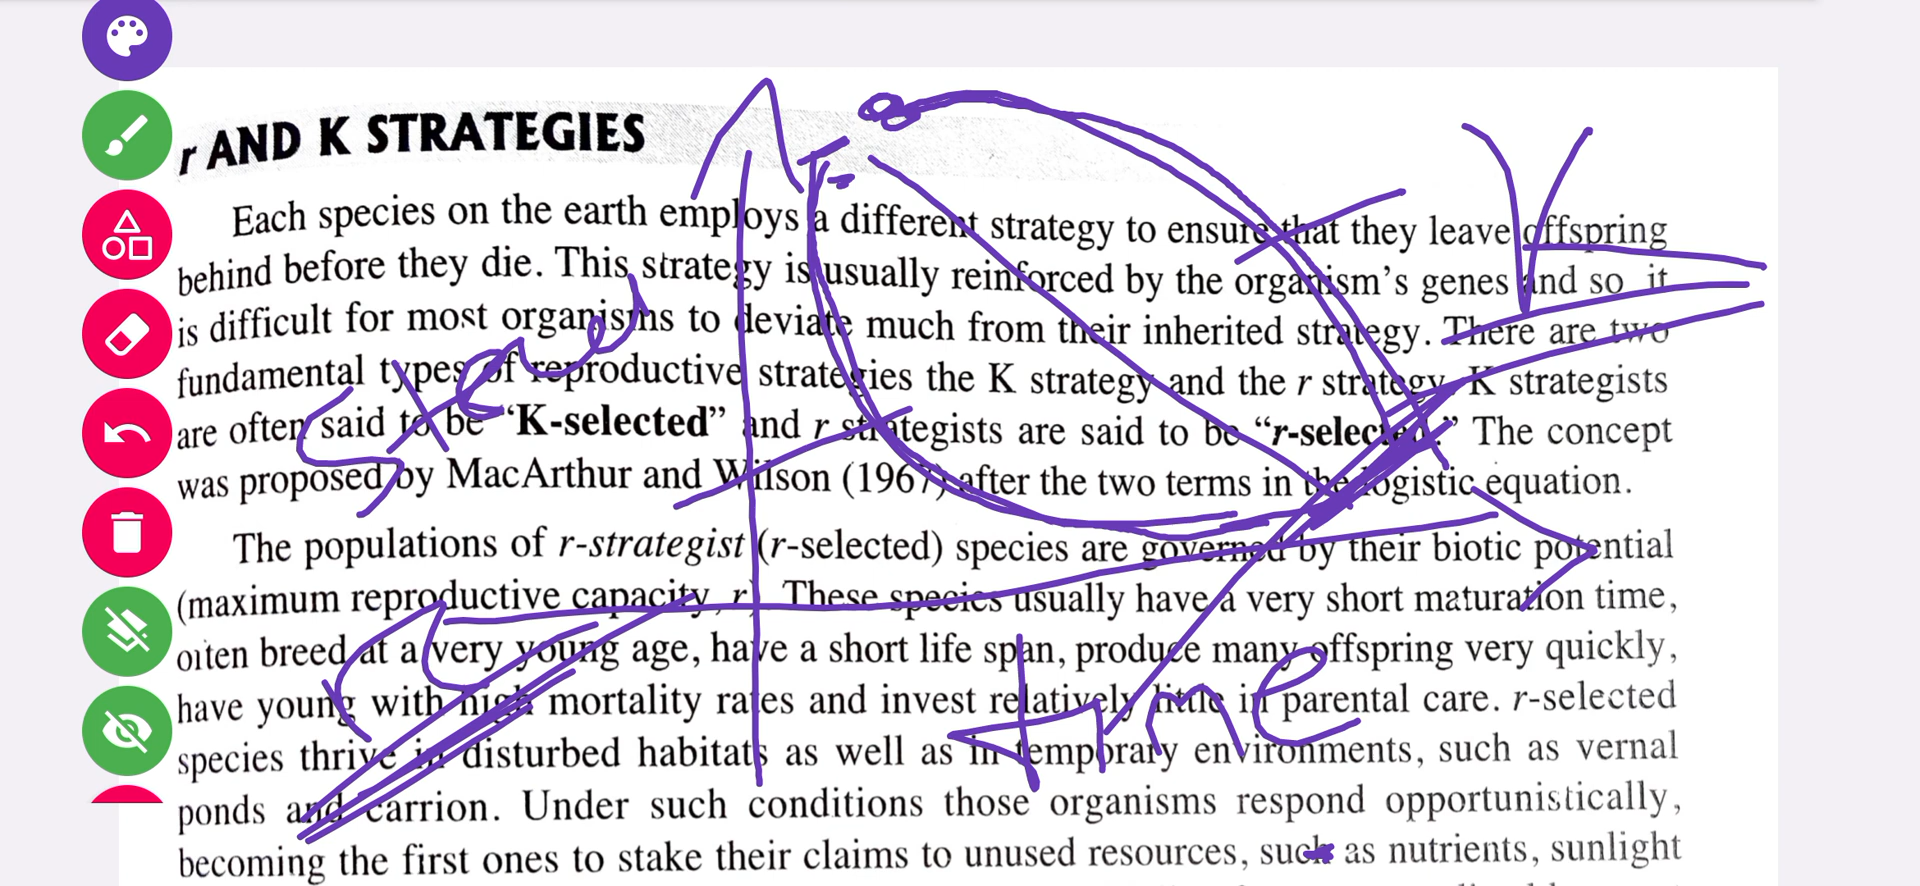 r AND K STRATEGIES
Each species on the earth employs a different strategy to ensure that they leave offspring
behind before they die. This strategy is usually reinforced by the organism's genes and so it
is difficult for most organisms to deviate much from their inherited strategy. There are two
fundamental types of reproductive strategies the K strategy and the r strategy. K strategists
are often said to be "K-selected" and r strategists are said to be "r-selected." The concept
was proposed by MacArthur and Wilson (1967) after the two terms in the logistic equation.
The populations of r-strategist (r-selected) species are governed by their biotic potential
(maximum reproductive capacity, r). These species usually have a very short maturation time,
often breed at a very young age, have a short life span, produce many offspring very quickly,
have young with high mortality rates and invest relatively little in parental care. r-selected
species thrive in disturbed habitats as well as in temporary environments, such as vernal
ponds and carrion. Under such conditions those organisms respond opportunistically,
becoming the first ones to stake their claims to unused resources, such as nutrients, sunlight